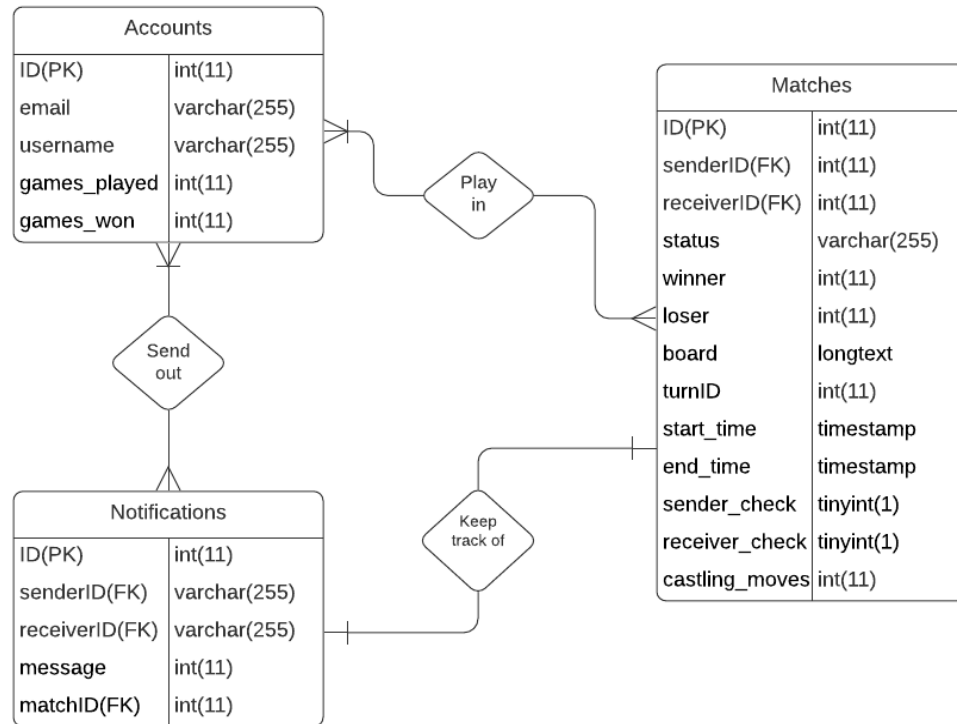 Accounts
ID(PK) int(11)
email varchar(255)
username varchar(255)
games_played int(11)
games_won int(11)
Matches
ID(PK) int(11)
senderID(FK) int(11)
receiverID(FK) int(11)
status varchar(255)
winner int(11)
loser int(11)
board longtext
turnID int(11)
start_time timestamp
end_time timestamp
sender_check tinyint(1)
receiver_check tinyint(1)
castling_moves int(11)
Play
in
Send
out
Keep
track of
Notifications
ID(PK) int(11)
senderID(FK) varchar(255)
receiverID(FK) varchar(255)
message int(11)
matchID(FK) int(11)